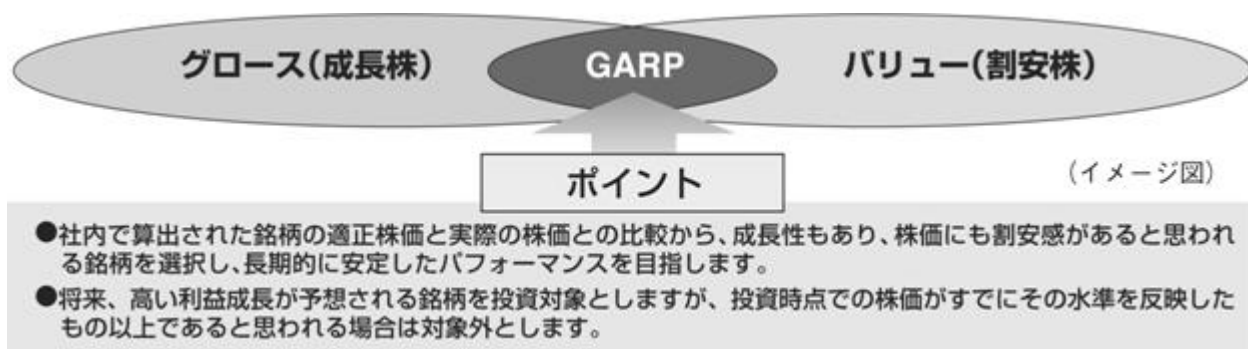 グロース(成長株)
GARP
バリュー(割安株)
ポイント
(イメージ図)
●社内で算出された銘柄の適正株価と実際の株価との比較から、成長性もあり、株価にも割安感があると思われ
る銘柄を選択し、長期的に安定したパフォーマンスを目指します。
●将来、高い利益成長が予想される銘柄を投資対象としますが、投資時点での株価がすでにその水準を反映した
もの以上であると思われる場合は対象外とします。